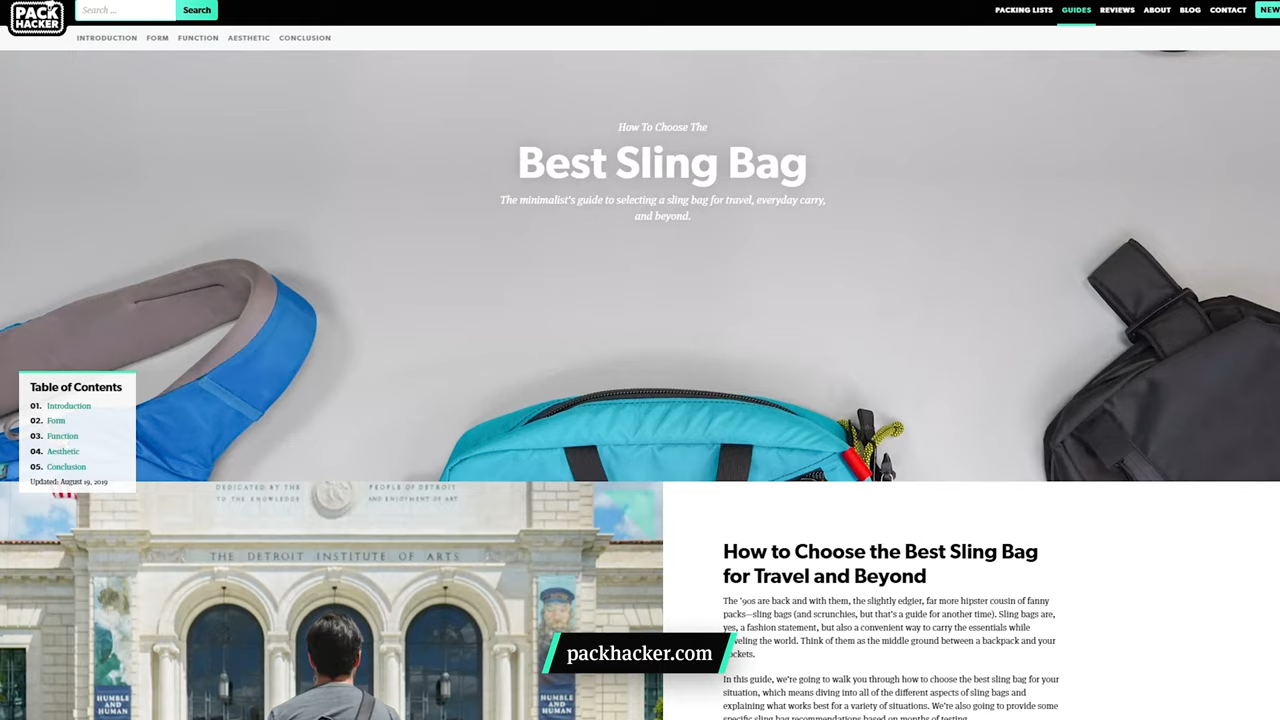 PACK
HACKER
Search ...
Search
PACKING LISTS
GUIDES
REVIEWS
ABOUT
BLOG
CONTACT
NEW
INTRODUCTION
FORM
FUNCTION
AESTHETIC
CONCLUSION
How To Choose The
Best Sling Bag
The minimalist's guide to selecting a sling bag for travel, everyday carry,
and beyond.
Table of Contents
01. Introduction
02. Form
03. Function
04. Aesthetic
05. Conclusion
Updated: August 19, 2019
DEDICATED BY THE PEOPLE OF DETROIT
TO THE KNOWLEDGE AND ENJOYMENT OF ART
THE DETROIT INSTITUTE OF ARTS
HUMBLE
AND
HUMAN
HUMBLE
AND
HUMAN
How to Choose the Best Sling Bag
for Travel and Beyond
The '90s are back and with them, the slightly edgier, far more hipster cousin of fanny
packs—sling bags (and scrunchies, but that's a guide for another time). Sling bags are,
yes, a fashion statement, but also a convenient way to carry the essentials while
veling the world. Think of them as the middle ground between a backpack and your
ockets.
In this guide, we're going to walk you through how to choose the best sling bag for your
situation, which means diving into all of the different aspects of sling bags and
explaining what works best for a variety of situations. We're also going to provide some
specific sling bag recommendations based on months of testing.
packhacker.com